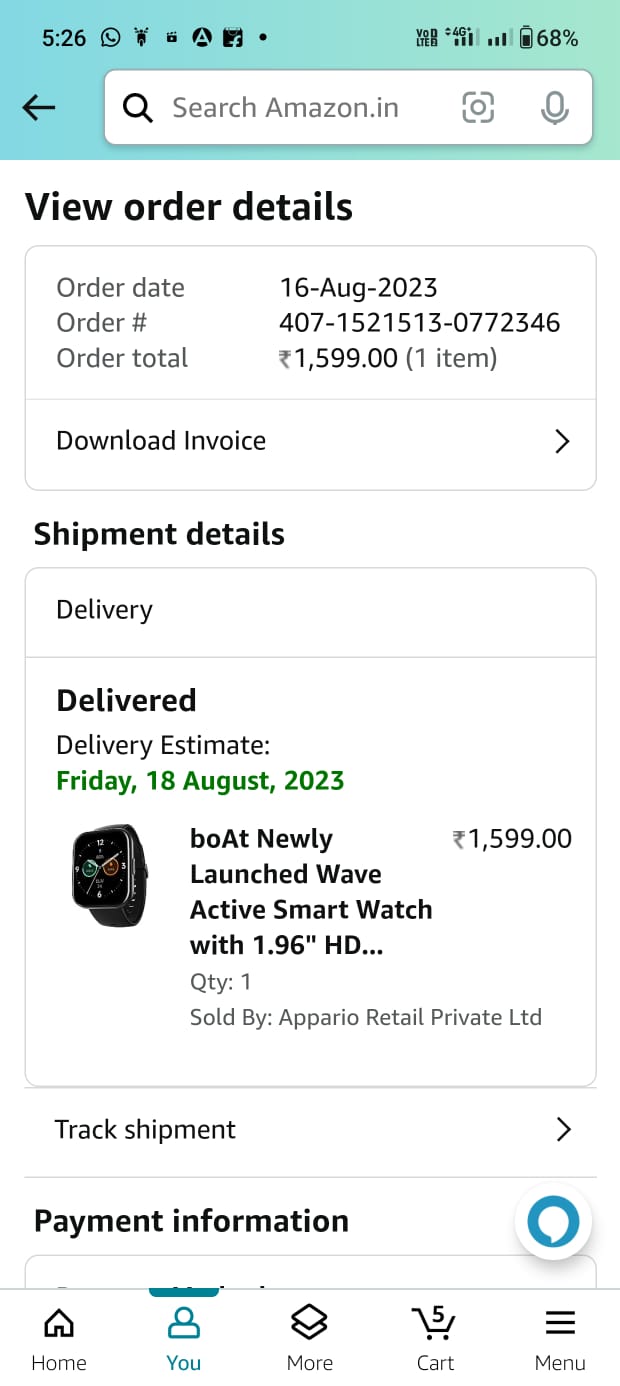 5:26
VoD LTED 4G+ 68%
Search Amazon.in
View order details
Order date 16-Aug-2023
Order # 407-1521513-0772346
Order total ₹1,599.00 (1 item)
Download Invoice
Shipment details
Delivery
Delivered
Delivery Estimate:
Friday, 18 August, 2023
boAt Newly ₹1,599.00
Launched Wave
Active Smart Watch
with 1.96" HD...
Qty: 1
Sold By: Appario Retail Private Ltd
Track shipment
Payment information
5
Home You More Cart Menu